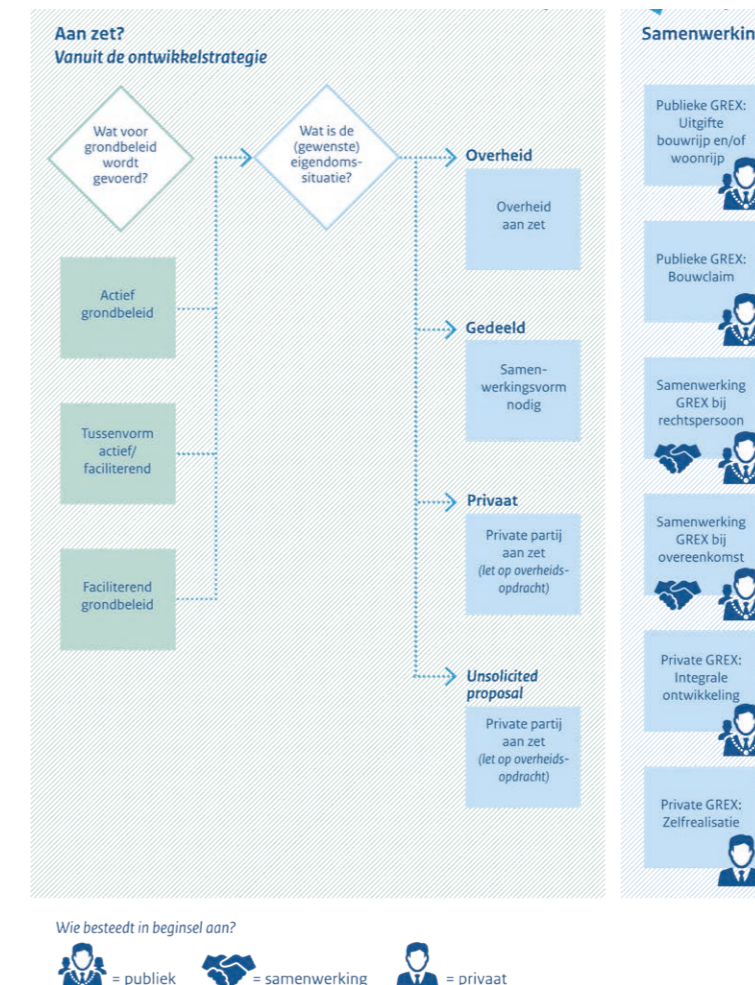 Aan zet?
Vanuit de ontwikkelstrategie
Wat voor
grondbeleid
wordt
gevoerd?
Wat is de
(gewenste)
eigendoms-
situatie?
Actief
grondbeleid
Tussenvorm
actief/
faciliterend
Faciliterend
grondbeleid
Overheid
Overheid
aan zet
Gedeeld
Samen-
werkingsvorm
nodig
Privaat
Private partij
aan zet
(let op overheids-
opdracht)
Unsolicited
proposal
Private partij
aan zet
(let op overheids-
opdracht)
Samenwerkin
Publieke GREX:
Uitgifte
bouwrijp en/of
woonrijp
Publieke GREX:
Bouwclaim
Samenwerking
GREX bij
rechtspersoon
Samenwerking
GREX bij
overeenkomst
Private GREX:
Integrale
ontwikkeling
Private GREX:
Zelfrealisatie
Wie besteedt in beginsel aan?
= publiek
= samenwerking
= privaat